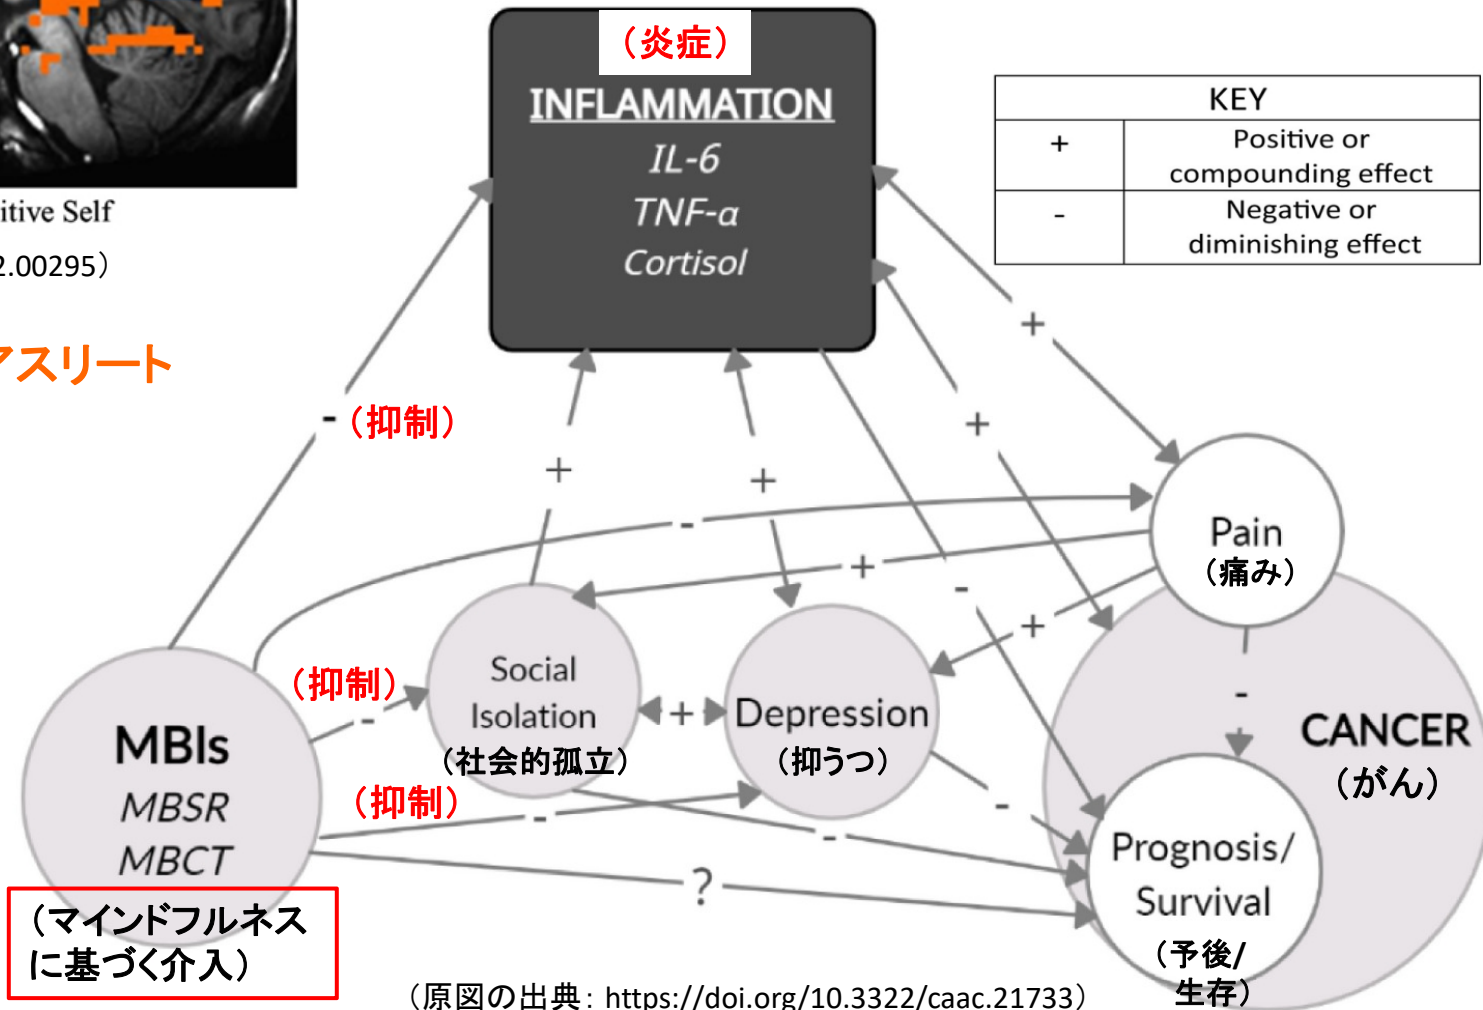 itive Self
2.00295）
アスリート
（炎症）
INFLAMMATION
IL-6
TNF-α
Cortisol
KEY
+ Positive or
compounding effect
- Negative or
diminishing effect
-（抑制）
+
+
+
+
-
+
-
+
-
Pain
（痛み）
（抑制）
-
Social
Isolation
（社会的孤立）
+
Depression
（抑うつ）
CANCER
（がん）
MBIs
MBSR
MBCT
（マインドフルネス
に基づく介入）
（抑制）
-
-
-
?
Prognosis/
Survival
（予後/
生存）
（原図の出典：https://doi.org/10.3322/caac.21733）